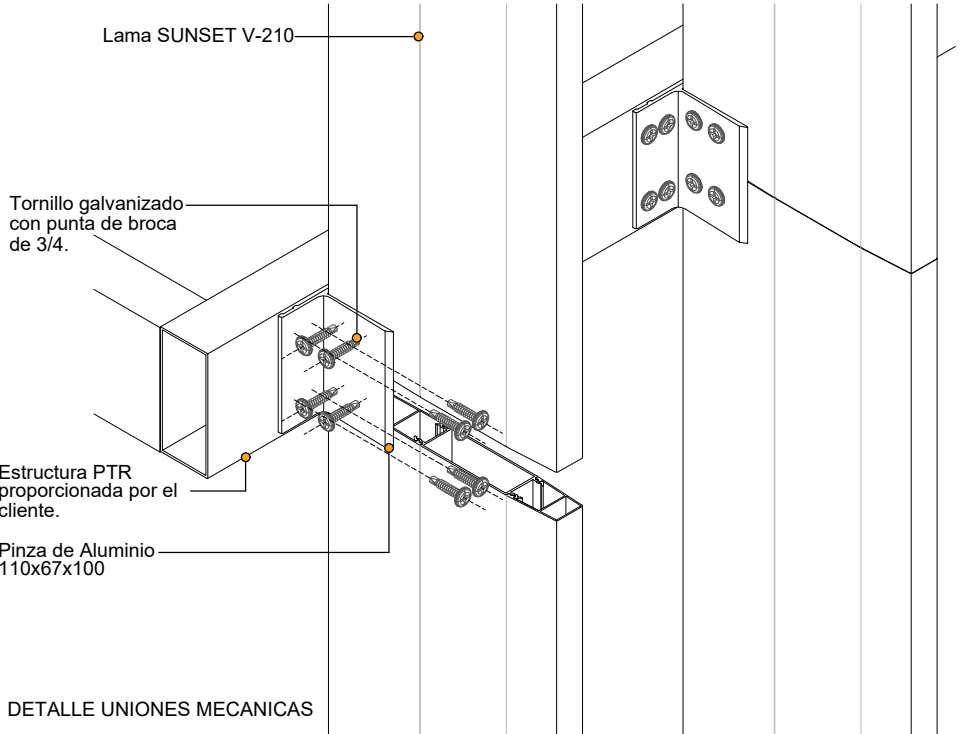 Lama SUNSET V-210
Tornillo galvanizado
con punta de broca
de 3/4.
Estructura PTR
proporcionada por el
cliente.
Pinza de Aluminio
110x67x100
DETALLE UNIONES MECANICAS